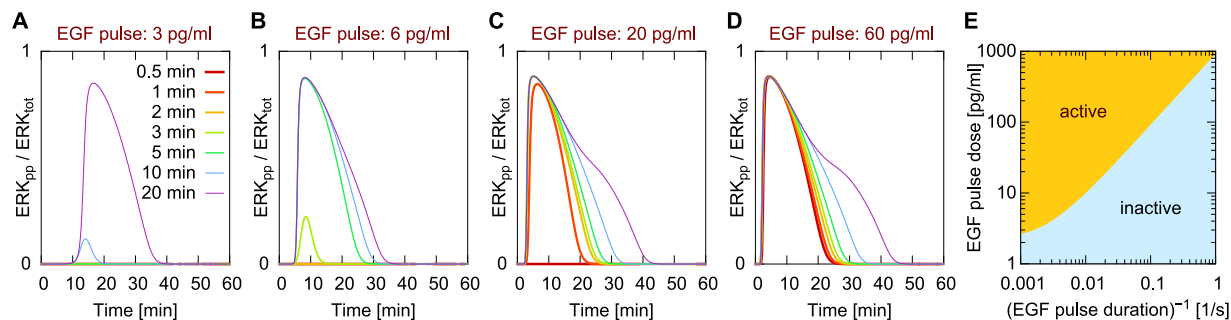 A
EGF pulse: 3 pg/ml
1
0
ERKpp / ERKtot
0.5 min
1 min
2 min
3 min
5 min
10 min
20 min
0 10 20 30 40 50 60
Time [min]
B
EGF pulse: 6 pg/ml
1
0
ERKpp / ERKtot
0 10 20 30 40 50 60
Time [min]
C
EGF pulse: 20 pg/ml
1
0
ERKpp / ERKtot
0 10 20 30 40 50 60
Time [min]
D
EGF pulse: 60 pg/ml
1
0
ERKpp / ERKtot
0 10 20 30 40 50 60
Time [min]
E
EGF pulse dose [pg/ml]
1000
100
10
1
active
inactive
0.001 0.01 0.1 1
(EGF pulse duration)⁻¹ [1/s]